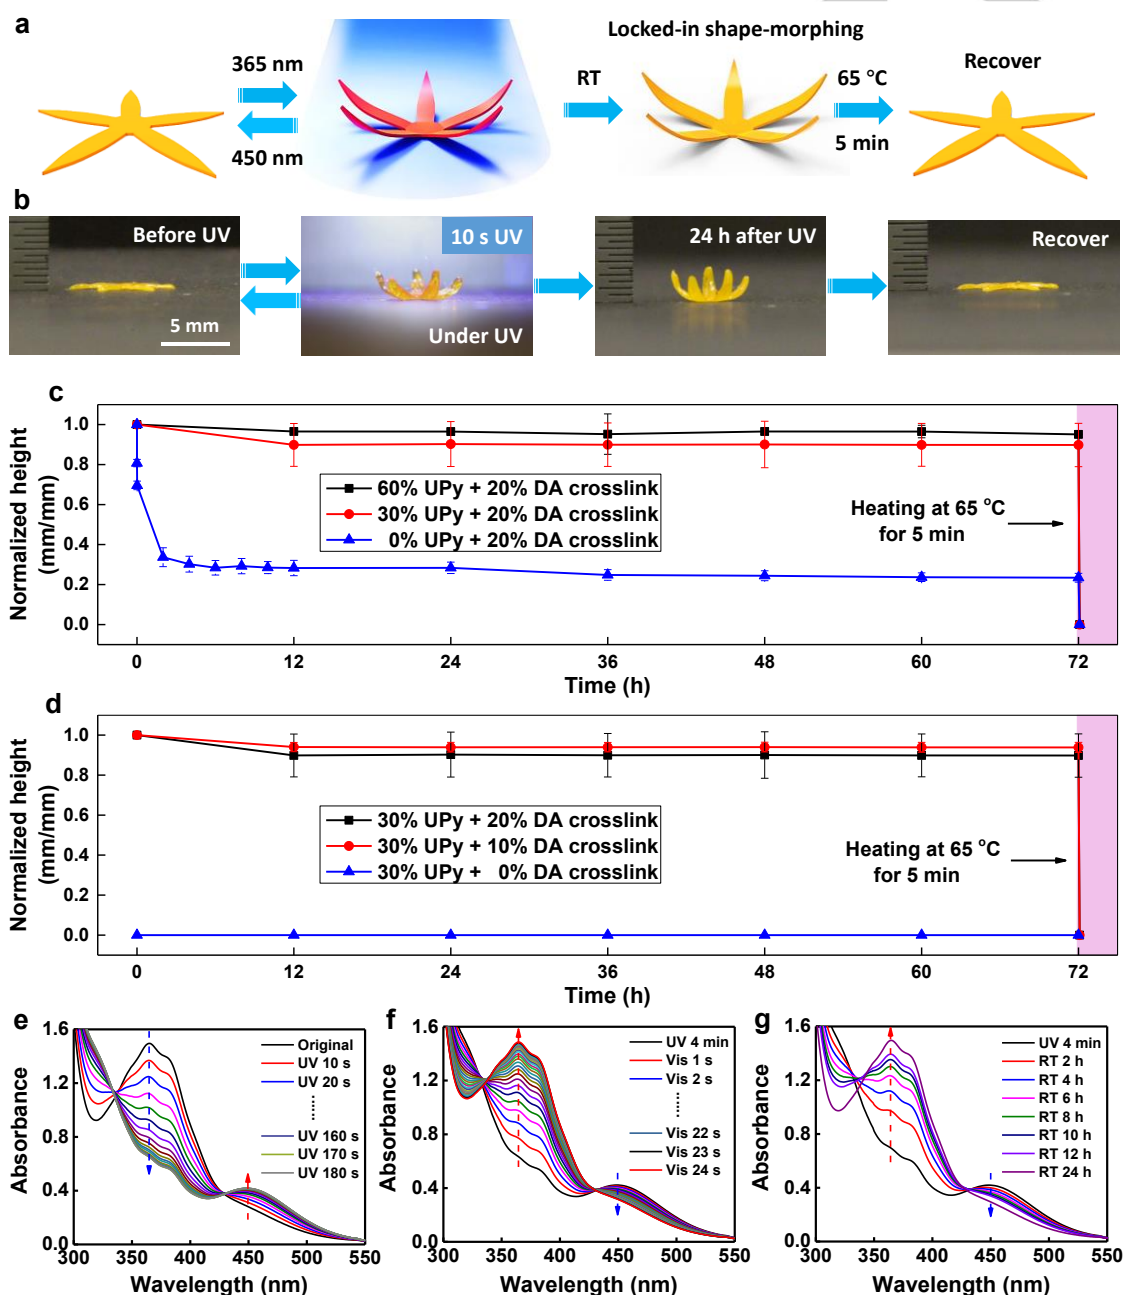 a
365 nm
450 nm
RT
Locked-in shape-morphing
65 °C
5 min
Recover
b
Before UV
5 mm
10 s UV
Under UV
24 h after UV
Recover
c
Normalized height
(mm/mm)
1.0
0.8
0.6
0.4
0.2
0.0
60% UPy + 20% DA crosslink
30% UPy + 20% DA crosslink
0% UPy + 20% DA crosslink
Heating at 65 °C
for 5 min
0 12 24 36 48 60 72
Time (h)
d
Normalized height
(mm/mm)
1.0
0.8
0.6
0.4
0.2
0.0
30% UPy + 20% DA crosslink
30% UPy + 10% DA crosslink
30% UPy + 0% DA crosslink
Heating at 65 °C
for 5 min
0 12 24 36 48 60 72
Time (h)
e
Absorbance
1.6
1.2
0.8
0.4
0.0
Original
UV 10 s
UV 20 s
UV 160 s
UV 170 s
UV 180 s
300 350 400 450 500 550
Wavelength (nm)
f
Absorbance
1.6
1.2
0.8
0.4
0.0
UV 4 min
Vis 1 s
Vis 2 s
Vis 22 s
Vis 23 s
Vis 24 s
300 350 400 450 500 550
Wavelength (nm)
g
Absorbance
1.6
1.2
0.8
0.4
0.0
UV 4 min
RT 2 h
RT 4 h
RT 6 h
RT 8 h
RT 10 h
RT 12 h
RT 24 h
300 350 400 450 500 550
Wavelength (nm)